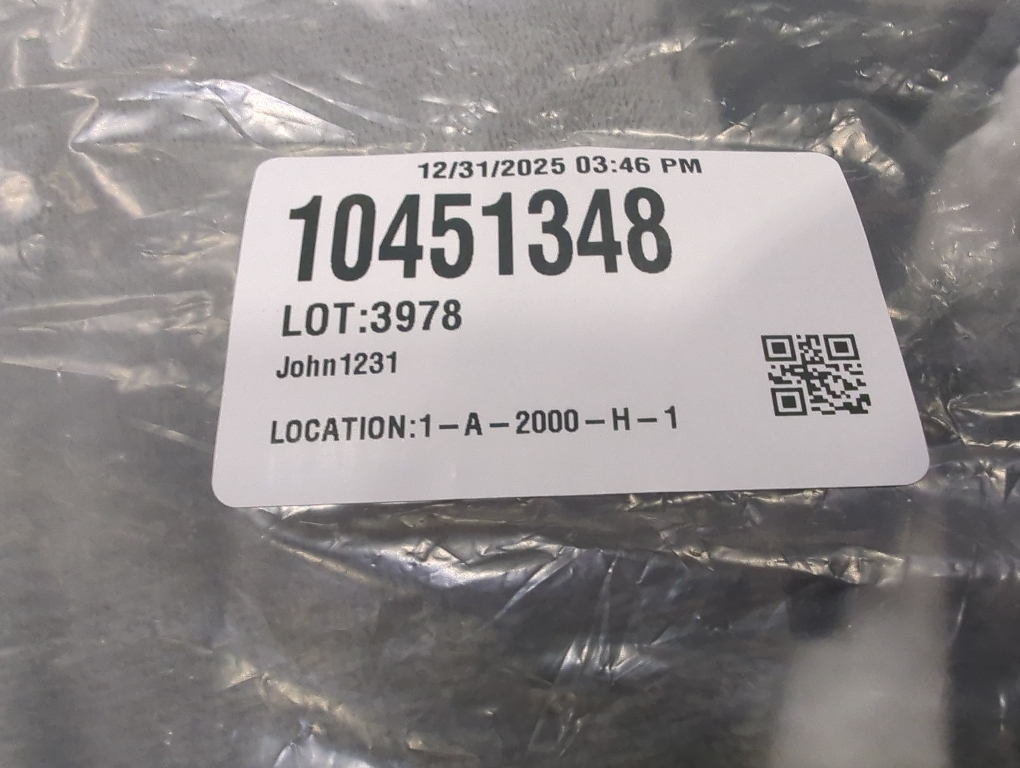 12/31/2025 03:46 PM
10451348
LOT:3978
John1231
LOCATION:1-A-2000-H-1